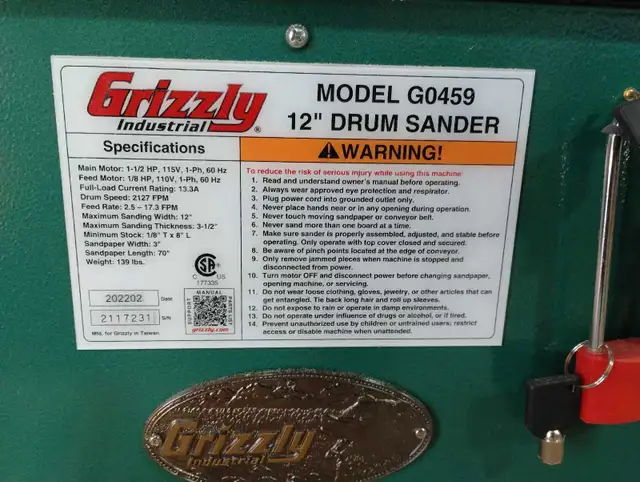 Grizzly
Industrial®
MODEL G0459
12" DRUM SANDER
Specifications
Main Motor: 1-1/2 HP, 115V, 1-Ph, 60 Hz
Feed Motor: 1/8 HP, 110V, 1-Ph, 60 Hz
Full-Load Current Rating: 13.3A
Drum Speed: 2127 FPM
Feed Rate: 2.5 – 17.3 FPM
Maximum Sanding Width: 12"
Maximum Sanding Thickness: 3-1/2"
Minimum Stock: 1/8" T x 8" L
Sandpaper Width: 3"
Sandpaper Length: 70"
Weight: 139 lbs.
C US
177335
202202 Date
2117231 S/N
MANUAL
SUPPORT
PARTS LIST
grizzly.com
Mfg. for Grizzly in Taiwan
WARNING!
To reduce the risk of serious injury while using this machine:
1. Read and understand owner's manual before operating.
2. Always wear approved eye protection and respirator.
3. Plug power cord into grounded outlet only.
4. Never place hands near or in any opening during operation.
5. Never touch moving sandpaper or conveyor belt.
6. Never sand more than one board at a time.
7. Make sure sander is properly assembled, adjusted, and stable before
operating. Only operate with top cover closed and secured.
8. Be aware of pinch points located at the edge of conveyor.
9. Only remove jammed pieces when machine is stopped and
disconnected from power.
10. Turn motor OFF and disconnect power before changing sandpaper,
opening machine, or servicing.
11. Do not wear loose clothing, gloves, jewelry, or other articles that can
get entangled. Tie back long hair and roll up sleeves.
12. Do not expose to rain or operate in damp environments.
13. Do not operate under influence of drugs or alcohol, or if tired.
14. Prevent unauthorized use by children or untrained users; restrict
access or disable machine when unattended.
Grizzly
Industrial